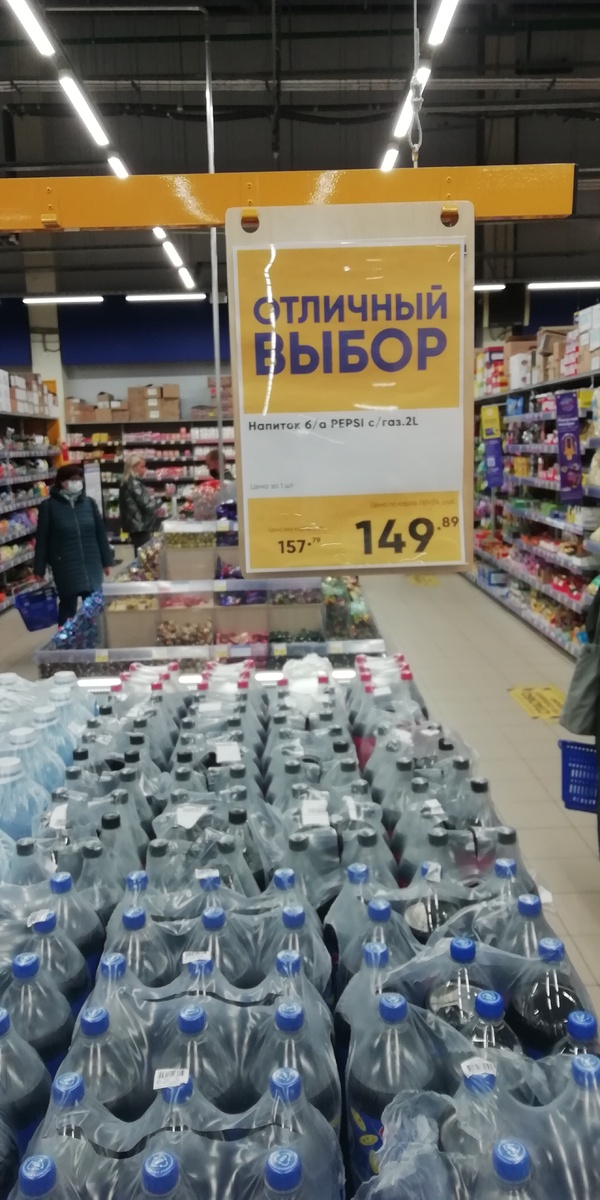 ОТЛИЧНЫЙ
ВЫБОР
Напиток б/а PEPSI с/газ.2L
Цена за 1 шт
157.79
149.89